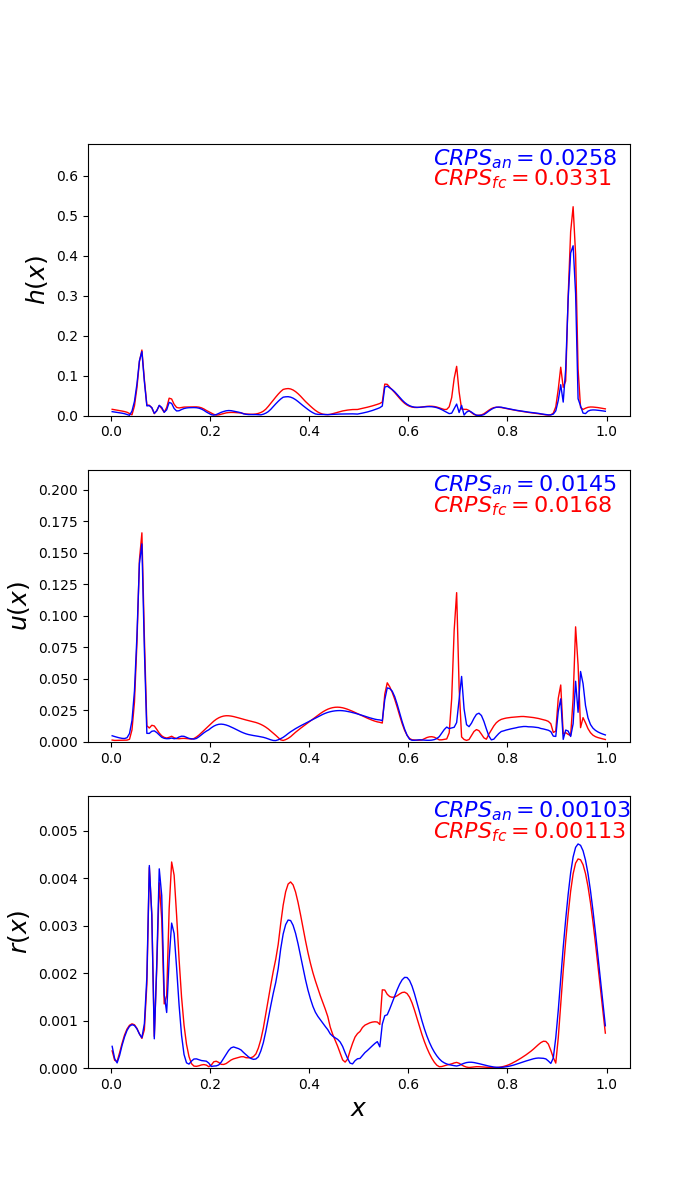 CRPS_an = 0.0258
CRPS_fc = 0.0331
h(x)
0.6
0.5
0.4
0.3
0.2
0.1
0.0
0.0 0.2 0.4 0.6 0.8 1.0
CRPS_an = 0.0145
CRPS_fc = 0.0168
u(x)
0.200
0.175
0.150
0.125
0.100
0.075
0.050
0.025
0.000
0.0 0.2 0.4 0.6 0.8 1.0
CRPS_an = 0.00103
CRPS_fc = 0.00113
r(x)
0.005
0.004
0.003
0.002
0.001
0.000
0.0 0.2 0.4 0.6 0.8 1.0
x